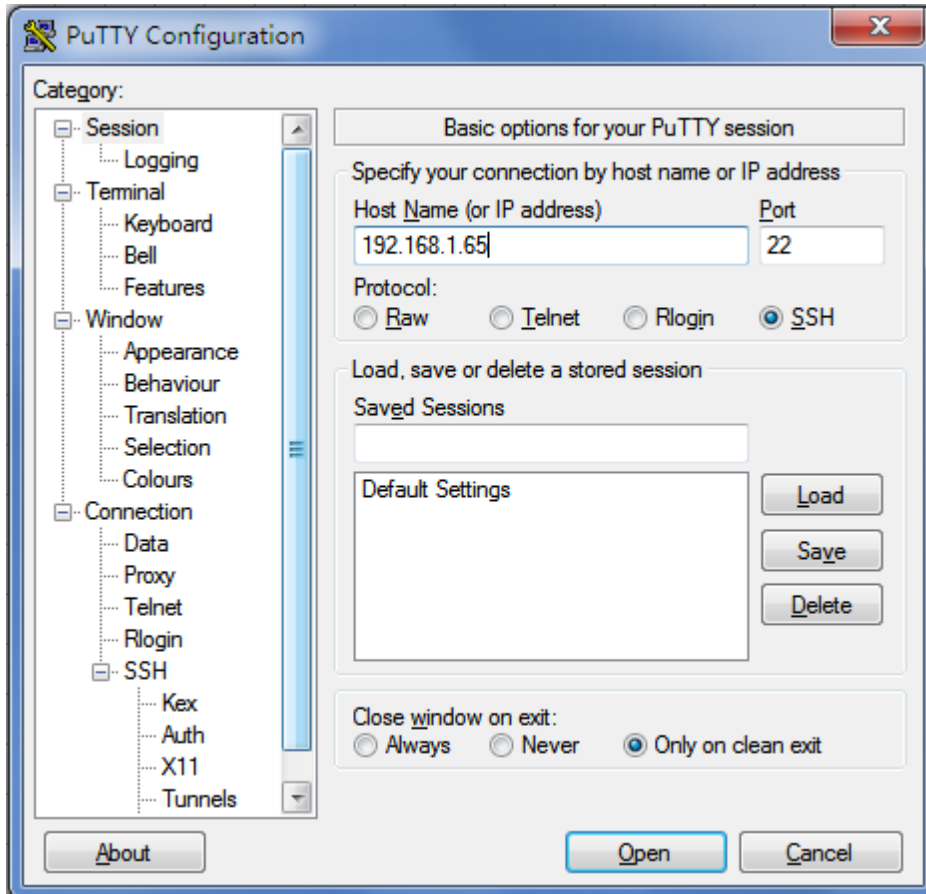 PuTTY Configuration
Category:
Session
Logging
Terminal
Keyboard
Bell
Features
Window
Appearance
Behaviour
Translation
Selection
Colours
Connection
Data
Proxy
Telnet
Rlogin
SSH
Kex
Auth
X11
Tunnels
Basic options for your PuTTY session
Specify your connection by host name or IP address
Host Name (or IP address) Port
192.168.1.65 22
Protocol:
Raw Telnet Rlogin SSH
Load, save or delete a stored session
Saved Sessions
Default Settings
Load
Save
Delete
Close window on exit:
Always Never Only on clean exit
About Open Cancel